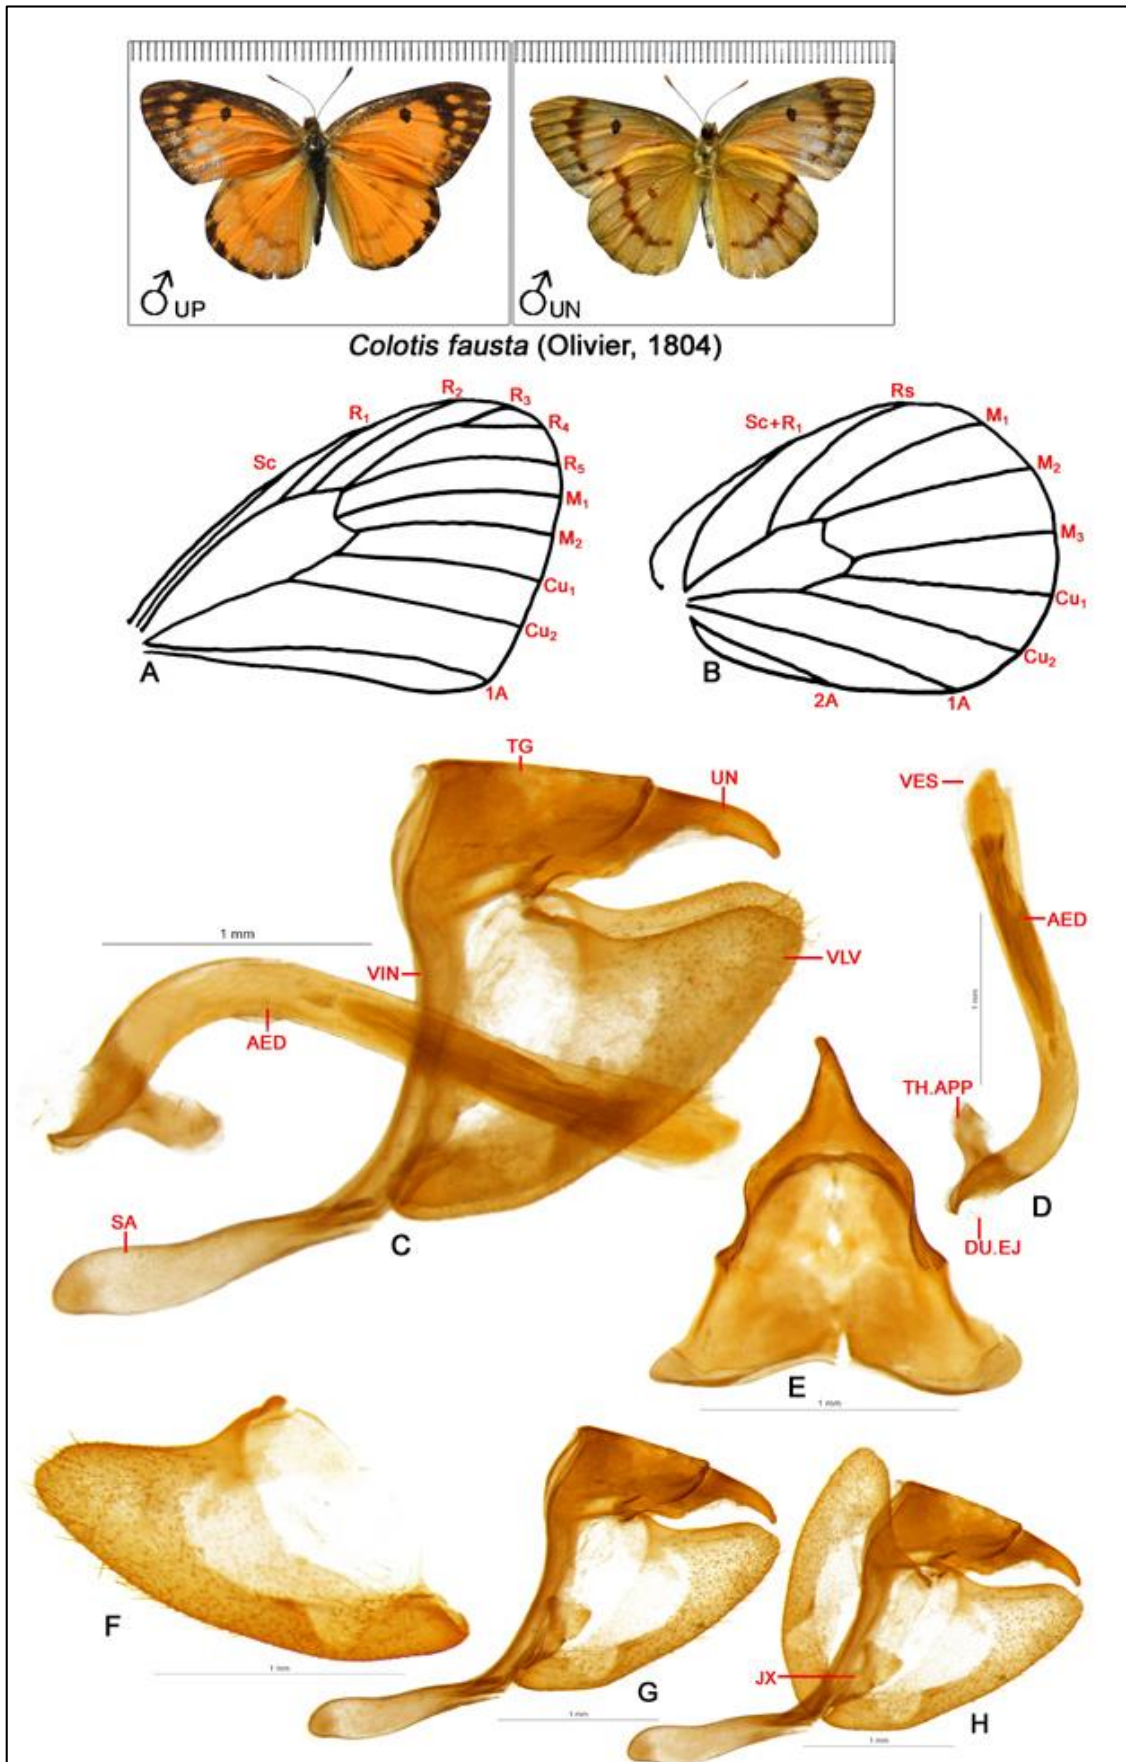 ♂UP
♂UN
Colotis fausta (Olivier, 1804)
Sc
R1
R2
R3
R4
R5
M1
M2
Cu1
Cu2
1A
A
Sc+R1
Rs
M1
M2
M3
Cu1
Cu2
1A
2A
B
TG
UN
VLV
VIN
AED
SA
1 mm
C
VES
AED
TH.APP
DU.EJ
1 mm
D
E
1 mm
F
1 mm
G
1 mm
JX
H
1 mm